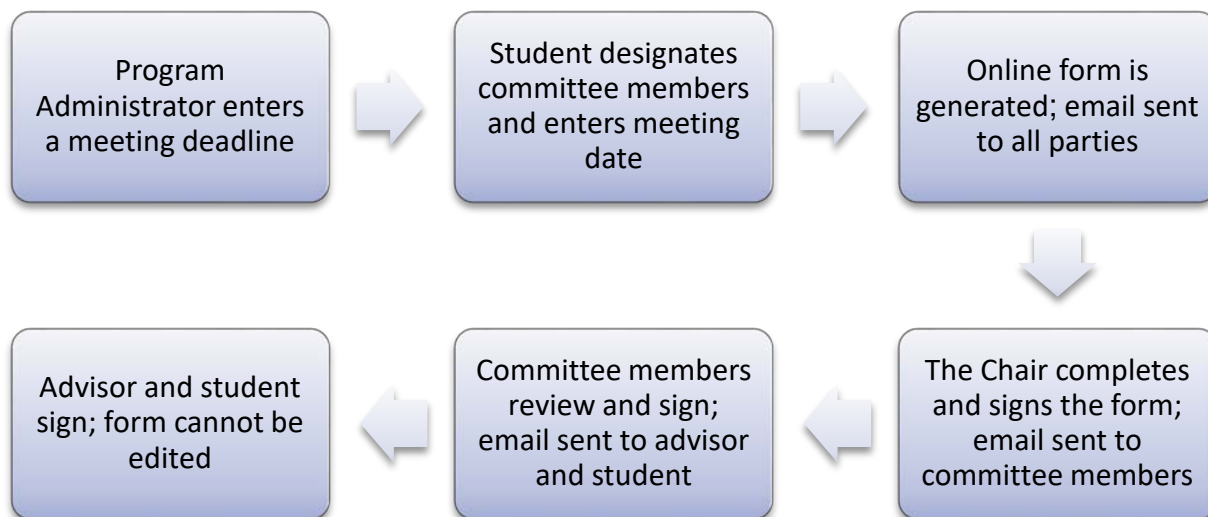 Program
Administrator enters
a meeting deadline
Student designates
committee members
and enters meeting
date
Online form is
generated; email sent
to all parties
The Chair completes
and signs the form;
email sent to
committee members
Committee members
review and sign;
email sent to advisor
and student
Advisor and student
sign; form cannot be
edited